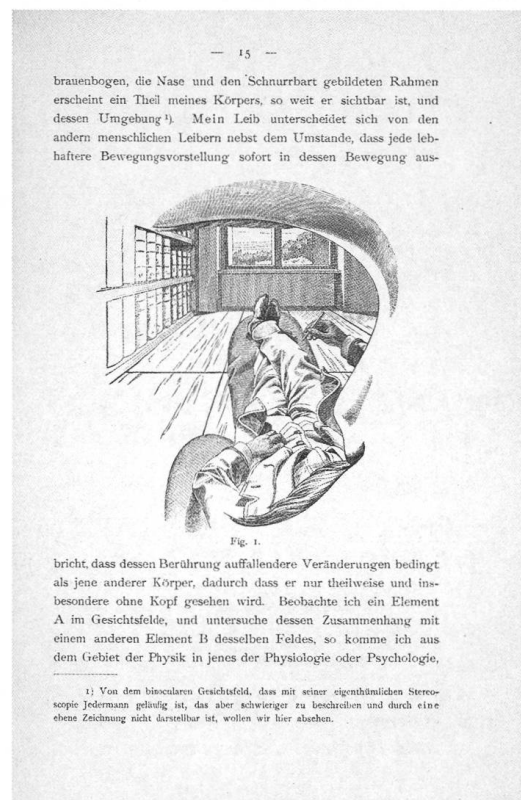 — 15 —
brauenbogen, die Nase und den Schnurrbart gebildeten Rahmen
erscheint ein Theil meines Körpers, so weit er sichtbar ist, und
dessen Umgebung ¹). Mein Leib unterscheidet sich von den
andern menschlichen Leibern nebst dem Umstande, dass jede leb-
haftere Bewegungsvorstellung sofort in dessen Bewegung aus-
Fig. 1.
bricht, dass dessen Berührung auffallendere Veränderungen bedingt
als jene anderer Körper, dadurch dass er nur theilweise und ins-
besondere ohne Kopf gesehen wird. Beobachte ich ein Element
A im Gesichtsfelde, und untersuche dessen Zusammenhang mit
einem anderen Element B desselben Feldes, so komme ich aus
dem Gebiet der Physik in jenes der Physiologie oder Psychologie,
1) Von dem binocularen Gesichtsfeld, dass mit seiner eigenthümlichen Stereo-
scopie Jedermann geläufig ist, das aber schwieriger zu beschreiben und durch eine
ebene Zeichnung nicht darstellbar ist, wollen wir hier absehen.